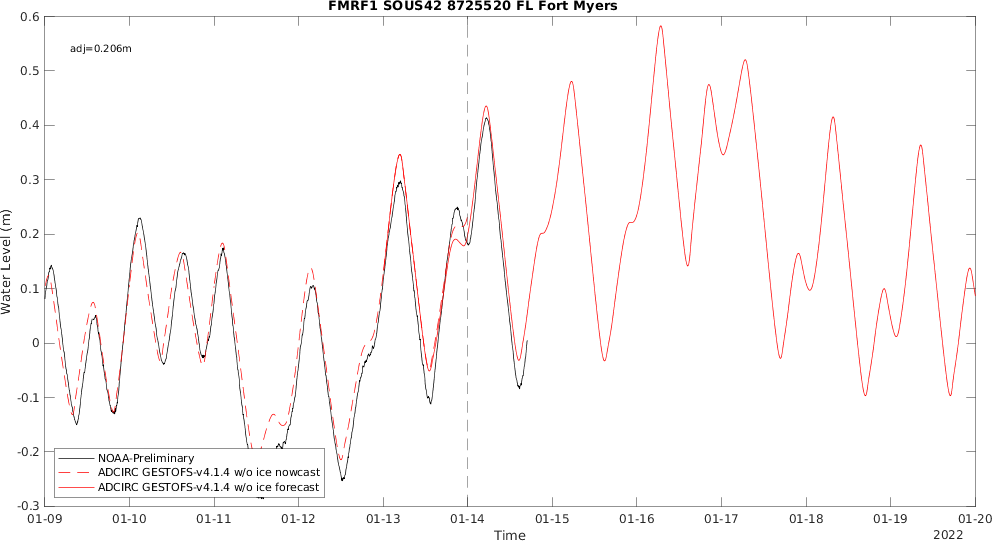 FMRF1 SOUS42 8725520 FL Fort Myers
0.6
adj=0.206m
0.5
0.4
0.3
0.2
0.1
0
-0.1
-0.2
-0.3
Water Level (m)
NOAA-Preliminary
ADCIRC GESTOFS-v4.1.4 w/o ice nowcast
ADCIRC GESTOFS-v4.1.4 w/o ice forecast
01-09 01-10 01-11 01-12 01-13 01-14 01-15 01-16 01-17 01-18 01-19 01-20
Time
2022